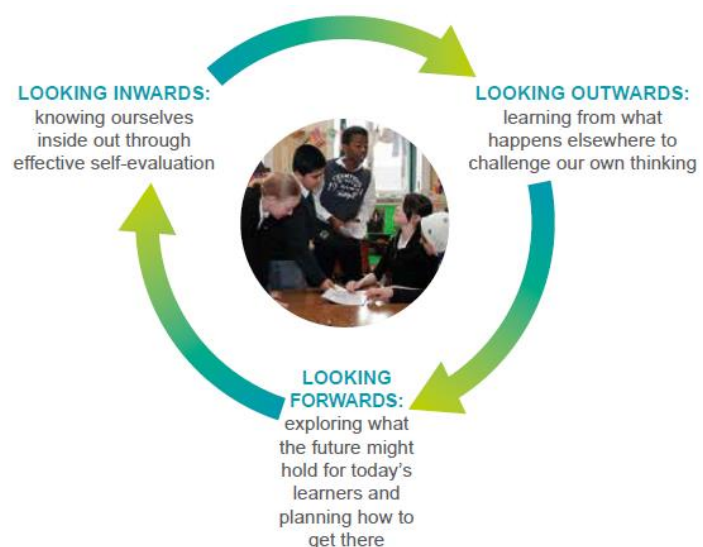 LOOKING INWARDS:
knowing ourselves
inside out through
effective self-evaluation
LOOKING OUTWARDS:
learning from what
happens elsewhere to
challenge our own thinking
LOOKING
FORWARDS:
exploring what
the future might
hold for today's
learners and
planning how to
get there